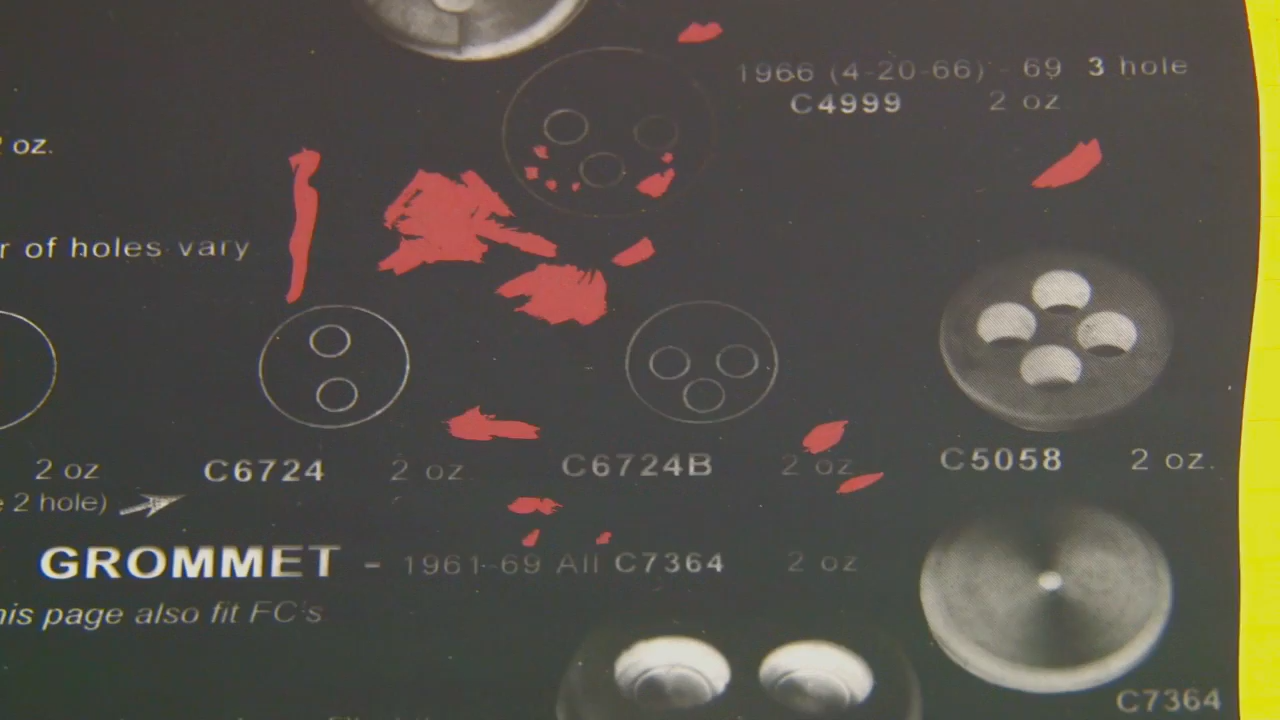 1966 (4-20-66) - 69 3 hole
C4999 2 oz
oz.
of holes vary
2 oz C6724 2 oz. C6724B 2 oz C5058 2 oz.
2 hole)
GROMMET - 1961-69 All C7364 2 oz
page also fit FC's
C7364